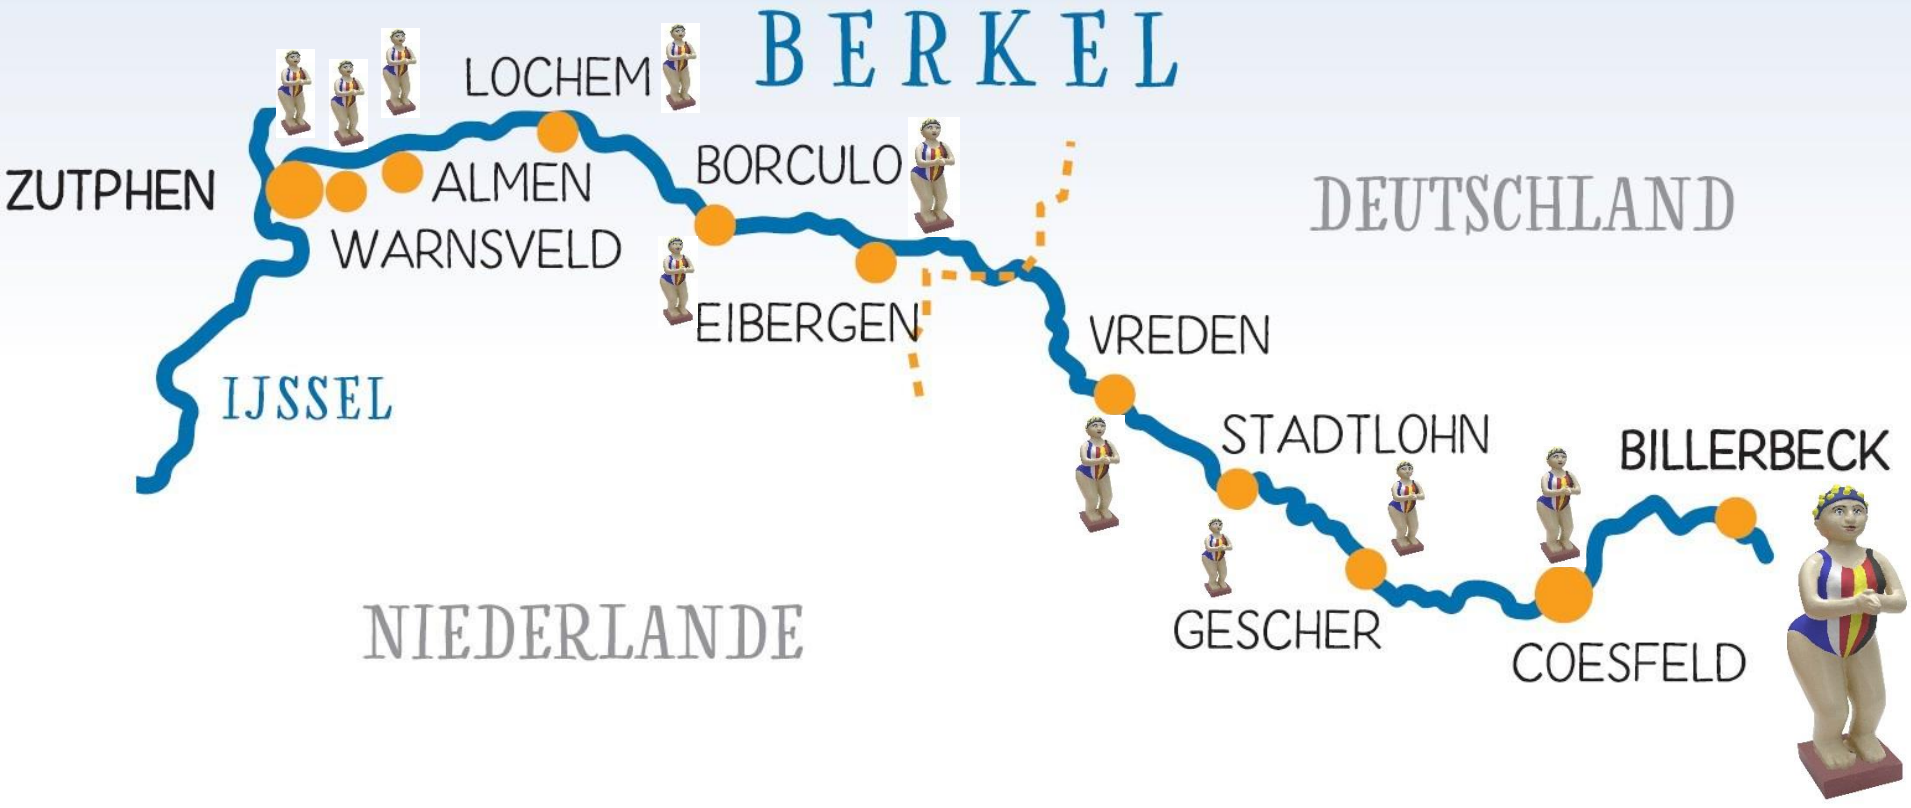 BERKEL
LOCHEM
BORCULO
ZUTPHEN
ALMEN
WARNSVELD
DEUTSCHLAND
EIBERGEN
VREDEN
IJSSEL
STADTLOHN
BILLERBECK
NIEDERLANDE
GESCHER
COESFELD